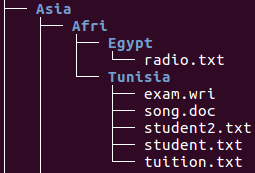 Asia
Afri
Egypt
radio.txt
Tunisia
exam.wri
song.doc
student2.txt
student.txt
tuition.txt